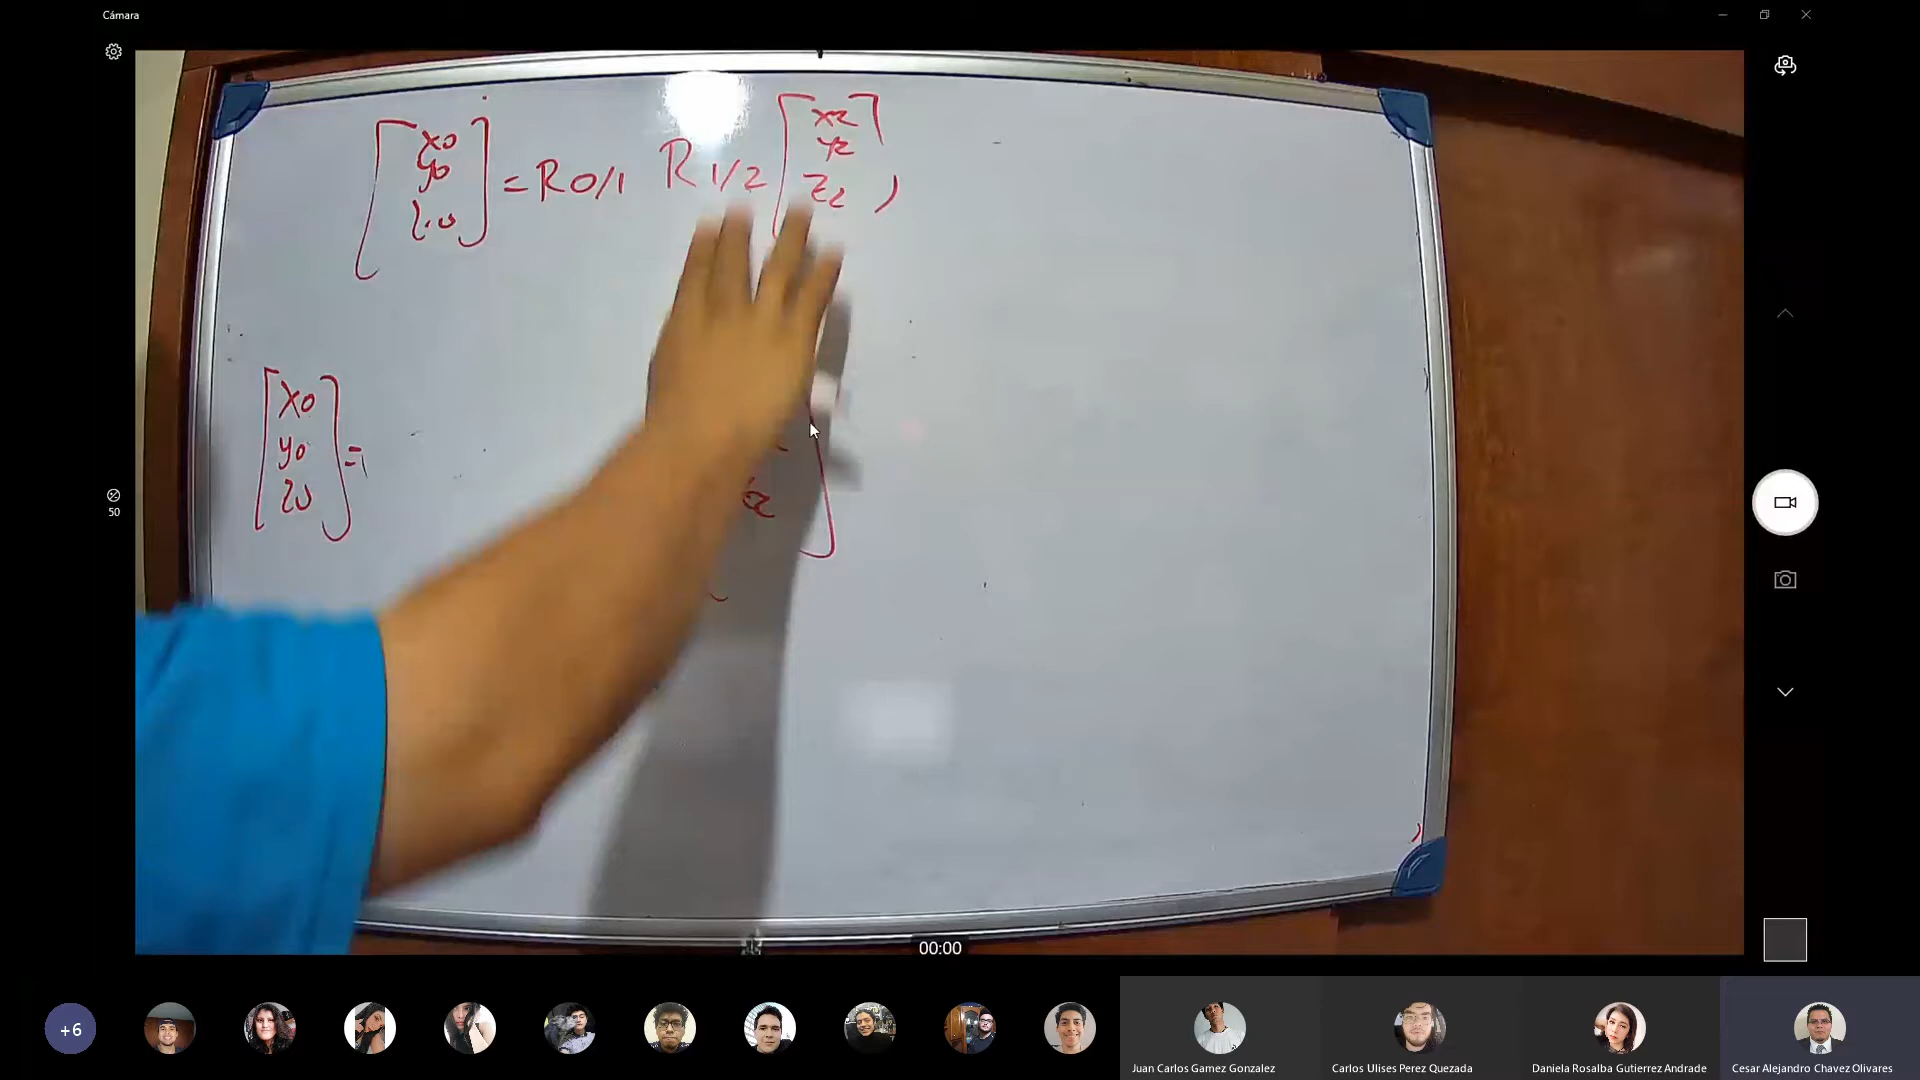 Cámara
x0
y0
z0
= R0/1 R 1/2
x2
y2
z2
x0
y0
z0
=
50
00:00
+6
Juan Carlos Gamez Gonzalez
Carlos Ulises Perez Quezada
Daniela Rosalba Gutierrez Andrade
Cesar Alejandro Chavez Olivares